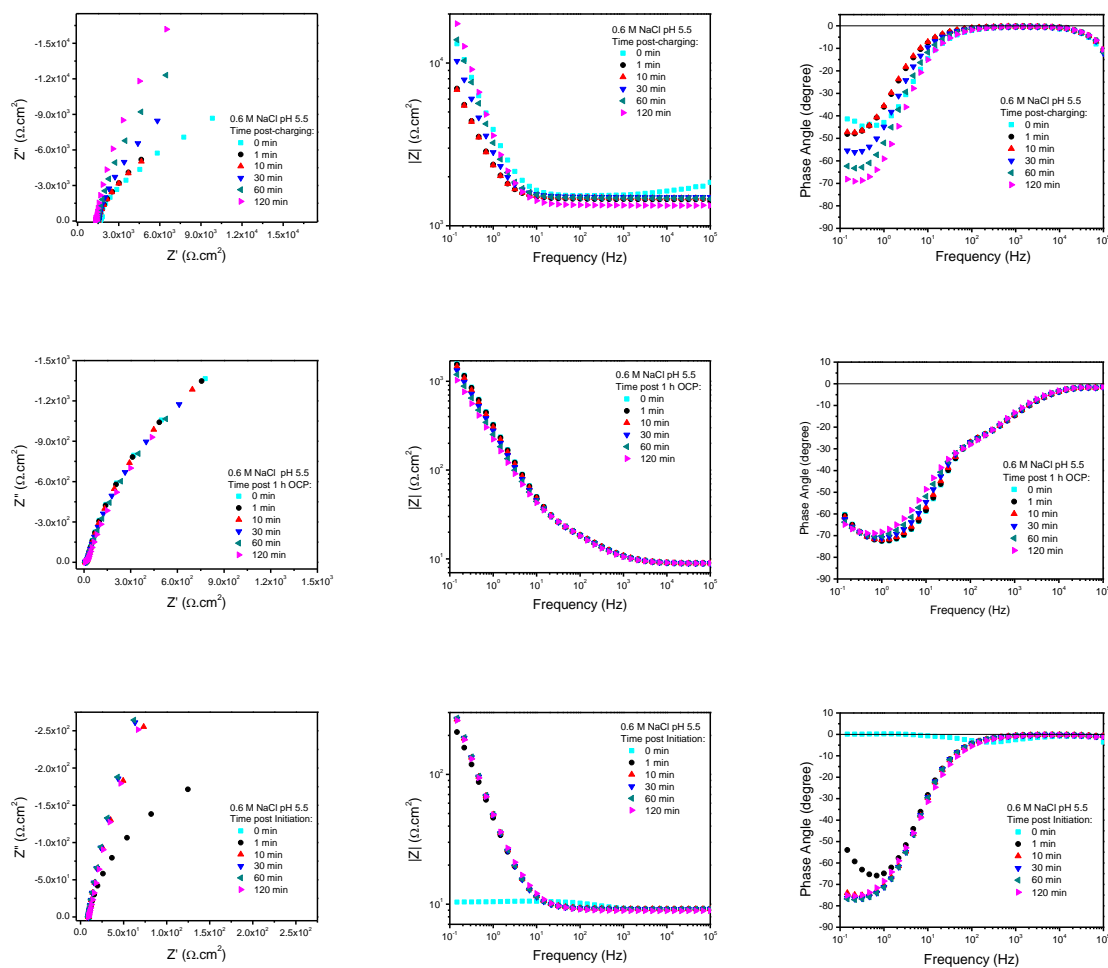 -1.5x10⁴
-1.2x10⁴
-9.0x10³
-6.0x10³
-3.0x10³
0.0
Z'' (Ω.cm²)
0.6 M NaCl pH 5.5
Time post-charging:
0 min
1 min
10 min
30 min
60 min
120 min
0.0 3.0x10³ 6.0x10³ 9.0x10³ 1.2x10⁴ 1.5x10⁴
Z' (Ω.cm²)
10⁴
10³
|Z| (Ω.cm²)
0.6 M NaCl pH 5.5
Time post-charging:
0 min
1 min
10 min
30 min
60 min
120 min
10⁻¹ 10⁰ 10¹ 10² 10³ 10⁴ 10⁵
Frequency (Hz)
0
-10
-20
-30
-40
-50
-60
-70
-80
-90
Phase Angle (degree)
0.6 M NaCl pH 5.5
Time post-charging:
0 min
1 min
10 min
30 min
60 min
120 min
10⁻¹ 10⁰ 10¹ 10² 10³ 10⁴ 10⁵
Frequency (Hz)
-1.5x10³
-1.2x10³
-9.0x10²
-6.0x10²
-3.0x10²
0.0
Z'' (Ω.cm²)
0.6 M NaCl pH 5.5
Time post 1 h OCP:
0 min
1 min
10 min
30 min
60 min
120 min
0.0 3.0x10² 6.0x10² 9.0x10² 1.2x10³ 1.5x10³
Z' (Ω.cm²)
10³
10²
10¹
|Z| (Ω.cm²)
0.6 M NaCl pH 5.5
Time post 1 h OCP:
0 min
1 min
10 min
30 min
60 min
120 min
10⁻¹ 10⁰ 10¹ 10² 10³ 10⁴ 10⁵
Frequency (Hz)
10
0
-10
-20
-30
-40
-50
-60
-70
-80
-90
Phase Angle (degree)
0.6 M NaCl pH 5.5
Time post 1 h OCP:
0 min
1 min
10 min
30 min
60 min
120 min
10⁻¹ 10⁰ 10¹ 10² 10³ 10⁴ 10⁵
Frequency (Hz)
-2.5x10²
-2.0x10²
-1.5x10²
-1.0x10²
-5.0x10¹
0.0
Z'' (Ω.cm²)
0.6 M NaCl pH 5.5
Time post Initiation:
0 min
1 min
10 min
30 min
60 min
120 min
0.0 5.0x10¹ 1.0x10² 1.5x10² 2.0x10² 2.5x10²
Z' (Ω.cm²)
10²
10¹
|Z| (Ω.cm²)
0.6 M NaCl pH 5.5
Time post Initiation:
0 min
1 min
10 min
30 min
60 min
120 min
10⁻¹ 10⁰ 10¹ 10² 10³ 10⁴ 10⁵
Frequency (Hz)
10
0
-10
-20
-30
-40
-50
-60
-70
-80
-90
Phase Angle (degree)
0.6 M NaCl pH 5.5
Time post Initiation:
0 min
1 min
10 min
30 min
60 min
120 min
10⁻¹ 10⁰ 10¹ 10² 10³ 10⁴ 10⁵
Frequency (Hz)